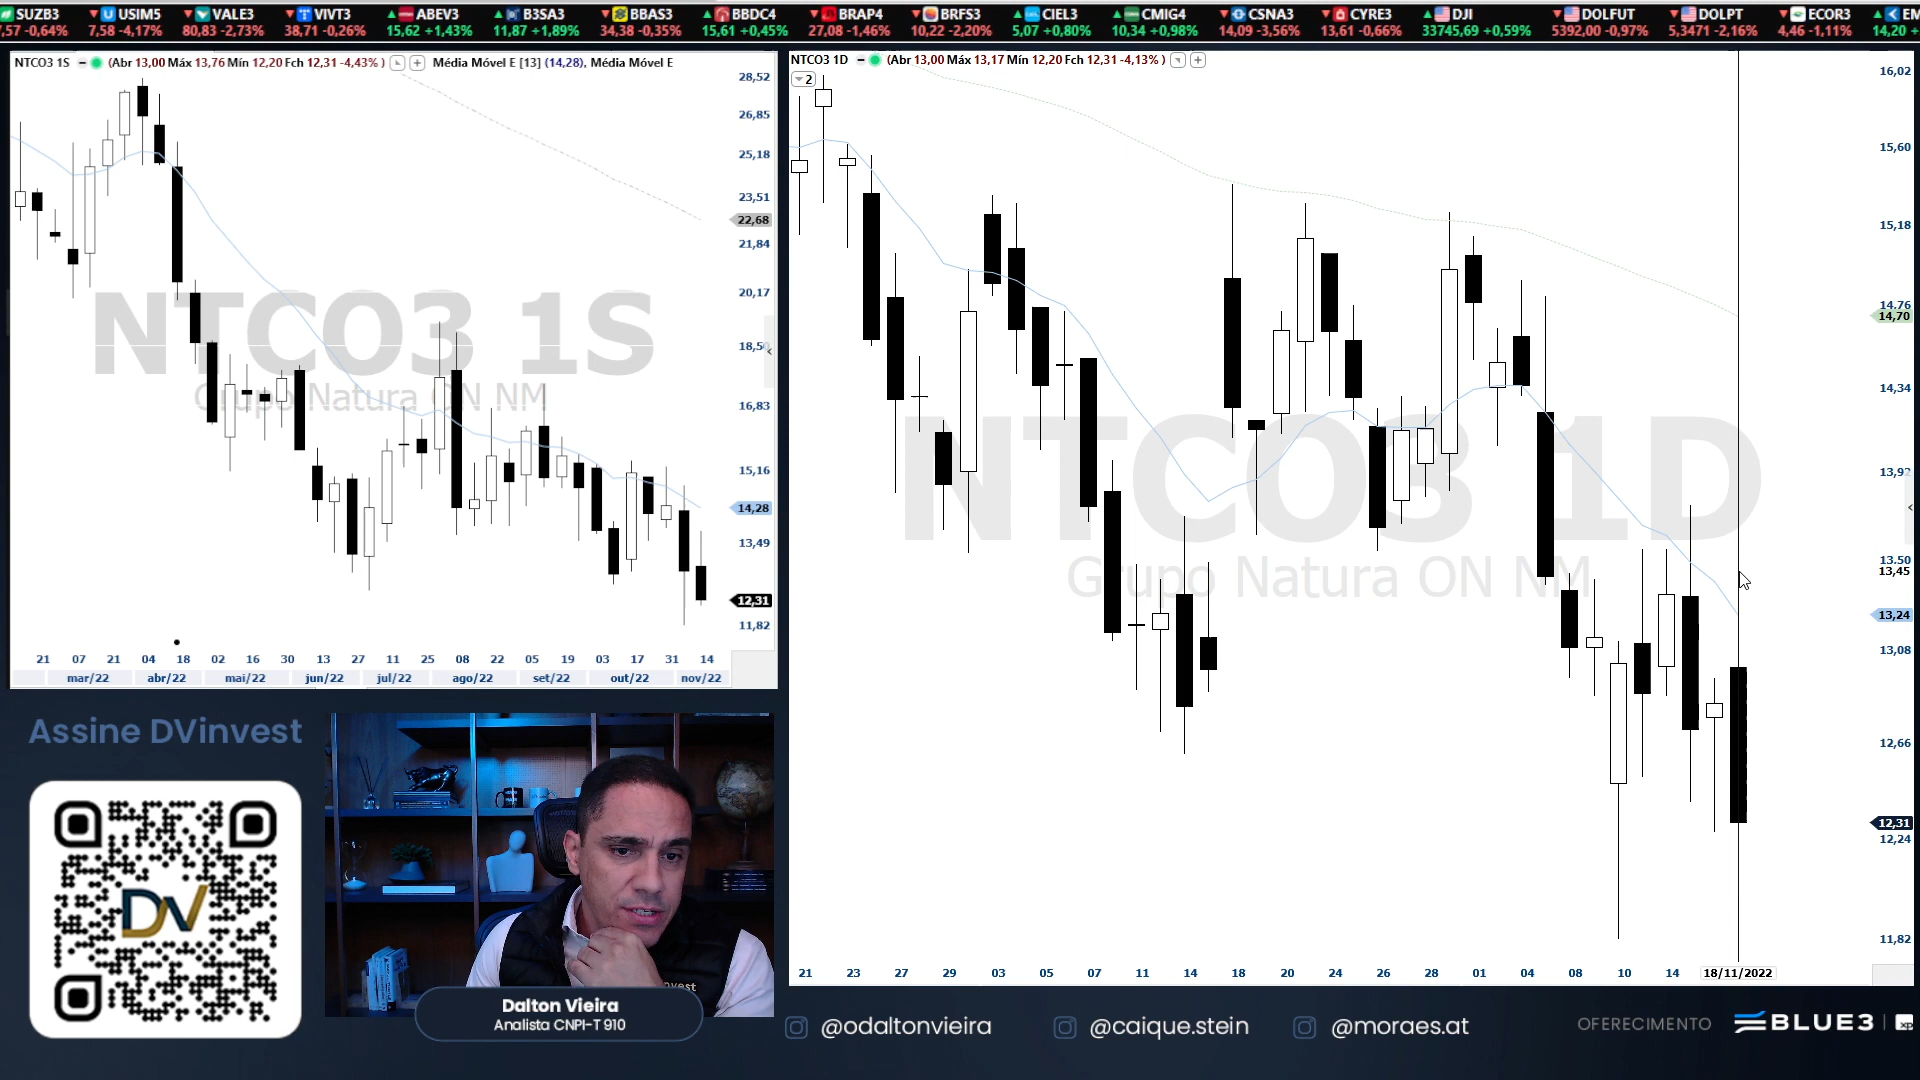 SUZB3 USIM5 VALE3 VIVT3 ABEV3 B3SA3 BBAS3 BBDC4 BRAP4 BRFS3 CIEL3 CMIG4 CSNA3 CYRE3 DJI DOLFUT DOLPT ECOR3 EM
,57 -0,64% 7,58 -4,17% 80,83 -2,73% 38,71 -0,26% 15,62 +1,43% 11,87 +1,89% 34,38 -0,35% 15,61 +0,45% 27,08 -1,46% 10,22 -2,20% 5,07 +0,80% 10,34 +0,98% 14,09 -3,56% 13,61 -0,66% 33745,69 +0,59% 5392,00 -0,97% 5,3471 -2,16% 4,46 -1,11% 14,20 +
NTCO3 1S (Abr 13,00 Máx 13,76 Mín 12,20 Fch 12,31 -4,43% ) Média Móvel E [13] (14,28), Média Móvel E
28,52
26,85
25,18
23,51
22,68
21,84
20,17
18,50
16,83
15,16
14,28
13,49
12,31
11,82
NTCO3 1S
Grupo Natura ON NM
21 07 21 04 18 02 16 30 13 27 11 25 08 22 05 19 03 17 31 14
mar/22 abr/22 mai/22 jun/22 jul/22 ago/22 set/22 out/22 nov/22
NTCO3 1D (Abr 13,00 Máx 13,17 Mín 12,20 Fch 12,31 -4,13% )
2
16,02
15,60
15,18
14,76
14,70
14,34
13,92
13,50
13,45
13,24
13,08
12,66
12,31
12,24
11,82
NTCO3 1D
Grupo Natura ON NM
21 23 27 29 03 05 07 11 14 18 20 24 26 28 01 04 08 10 14 18/11/2022
Assine DVinvest
DV
Dalton Vieira
Analista CNPI-T 910
@odaltonvieira @caique.stein @moraes.at
OFERECIMENTO BLUE3 xp